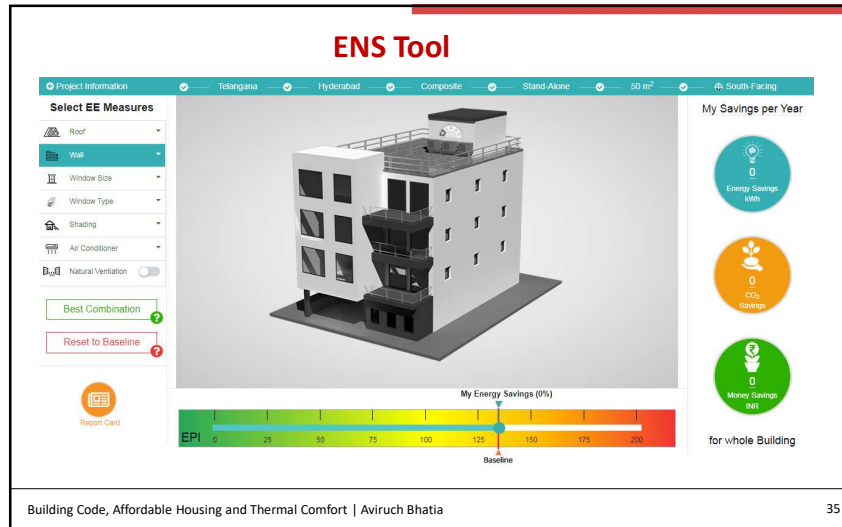 ENS Tool
Project Information Telangana Hyderabad Composite Stand-Alone 50 m² South-Facing
Select EE Measures
Roof
Wall
Window Size
Window Type
Shading
Air Conditioner
Natural Ventilation
Best Combination
?
Reset to Baseline
?
Report Card
My Savings per Year
0
Energy Savings
kWh
0
CO₂
Savings
₹
0
Money Savings
INR
for whole Building
My Energy Savings (0%)
EPI 0 25 50 75 100 125 150 175 200
Baseline
Building Code, Affordable Housing and Thermal Comfort | Aviruch Bhatia 35